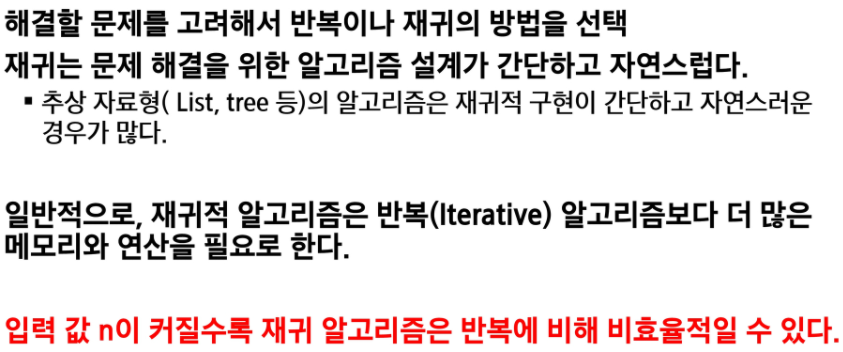 해결할 문제를 고려해서 반복이나 재귀의 방법을 선택
재귀는 문제 해결을 위한 알고리즘 설계가 간단하고 자연스럽다.
▪ 추상 자료형( List, tree 등)의 알고리즘은 재귀적 구현이 간단하고 자연스러운
경우가 많다.
일반적으로, 재귀적 알고리즘은 반복(Iterative) 알고리즘보다 더 많은
메모리와 연산을 필요로 한다.
입력 값 n이 커질수록 재귀 알고리즘은 반복에 비해 비효율적일 수 있다.